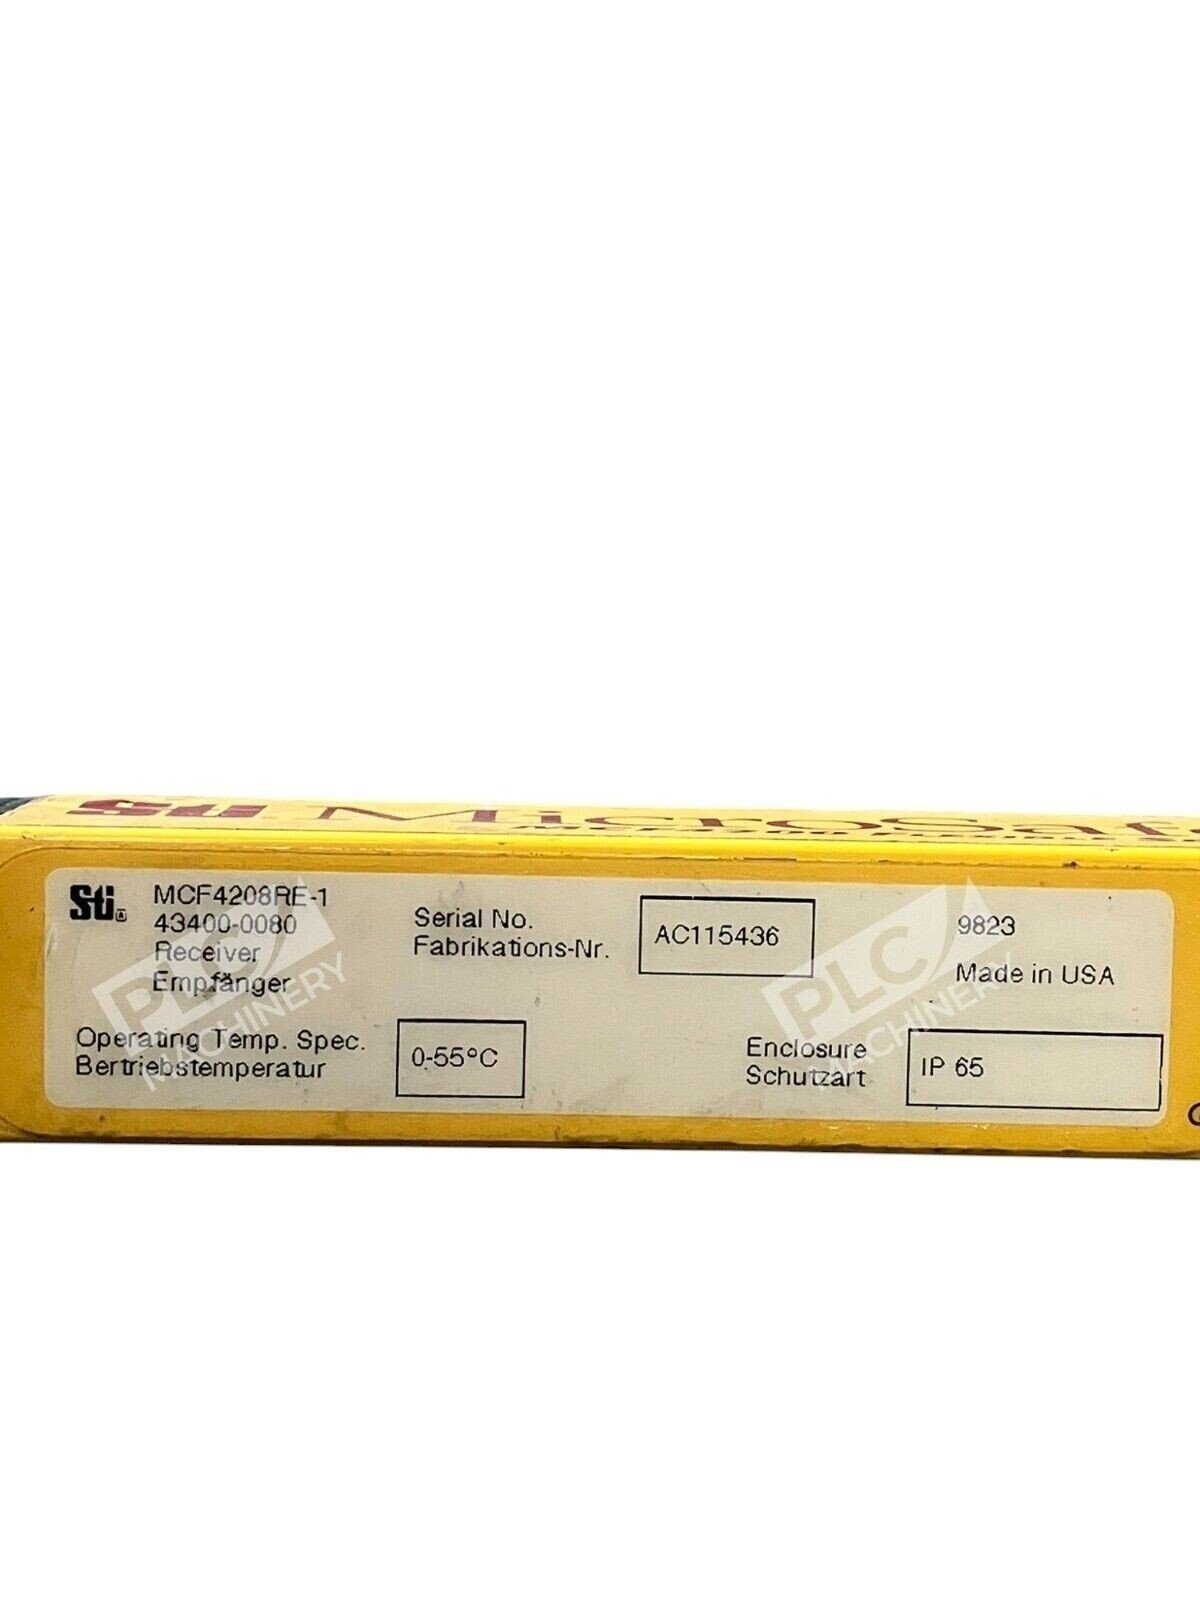 Sti MicroSaf
Sti
MCF4208RE-1
43400-0080
Receiver
Empfänger
Serial No.
Fabrikations-Nr.
AC115436
9823
Made in USA
Operating Temp. Spec.
Bertriebstemperatur
0-55°C
Enclosure
Schutzart
IP 65
PLC
MACHINERY
PLC
MACHINERY